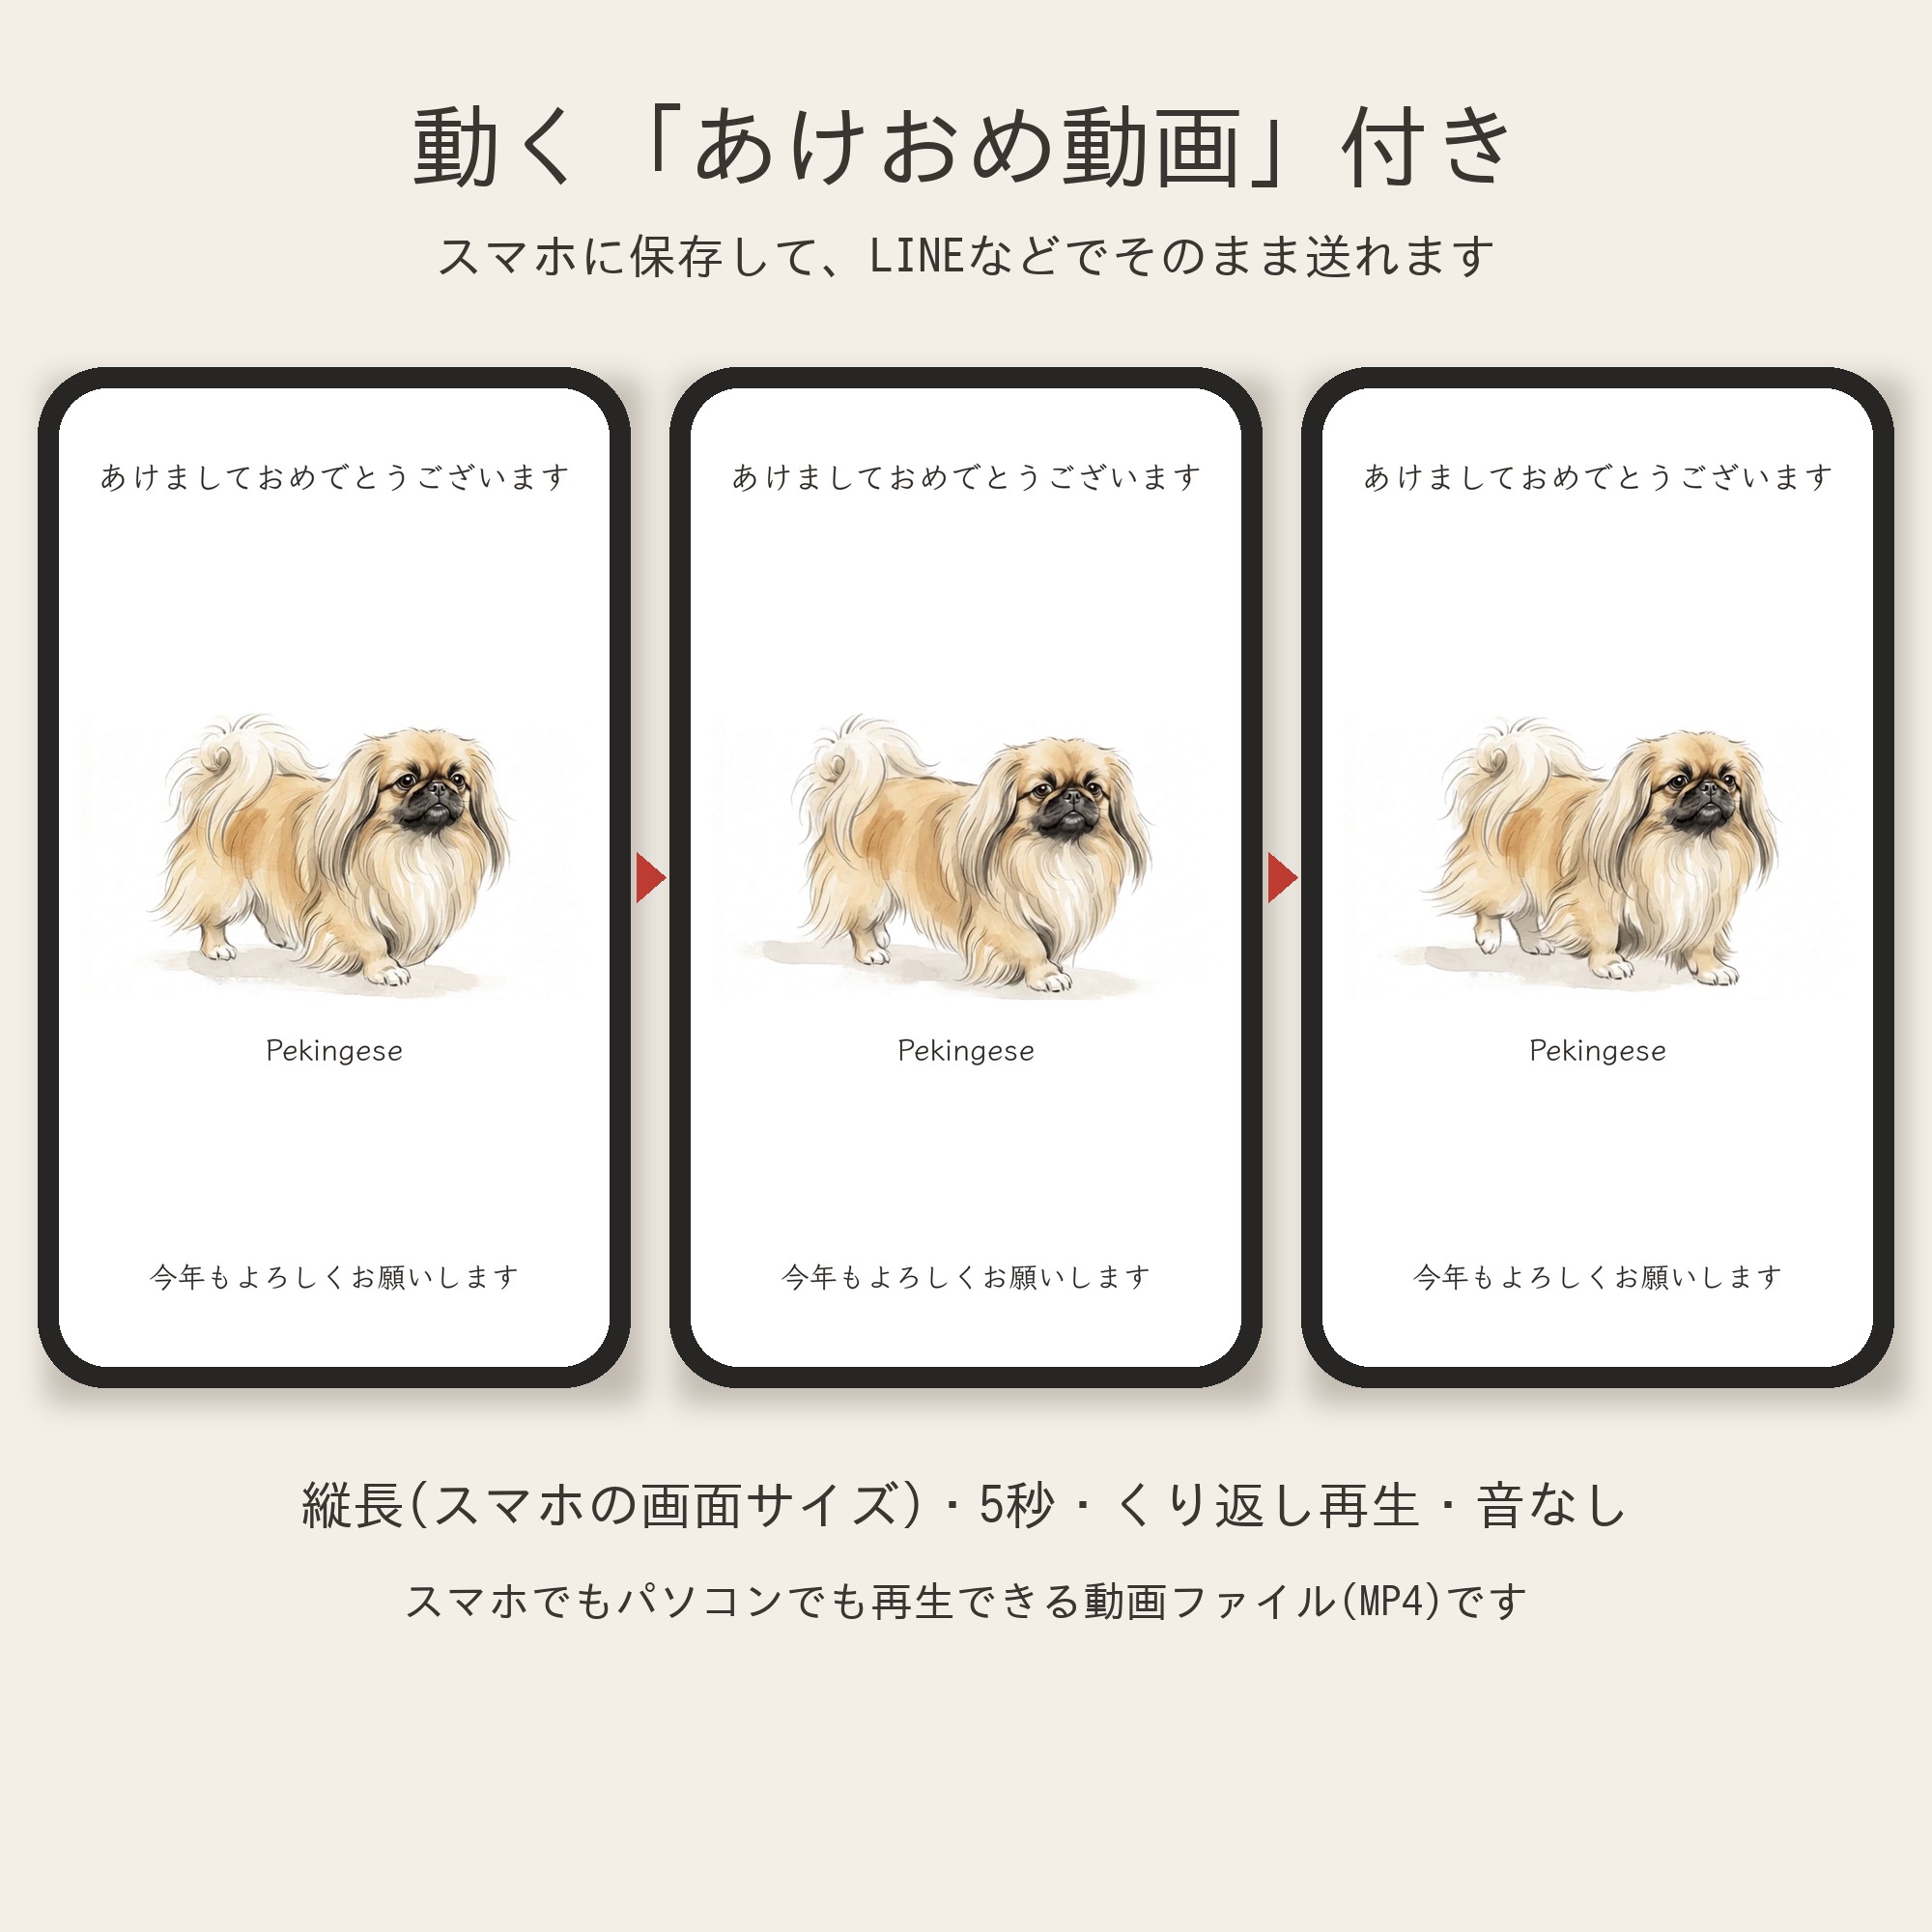 動く「あけおめ動画」付き
スマホに保存して、LINEなどでそのまま送れます
あけましておめでとうございます
Pekingese
今年もよろしくお願いします
あけましておめでとうございます
Pekingese
今年もよろしくお願いします
あけましておめでとうございます
Pekingese
今年もよろしくお願いします
縦長(スマホの画面サイズ)・5秒・くり返し再生・音なし
スマホでもパソコンでも再生できる動画ファイル(MP4)です